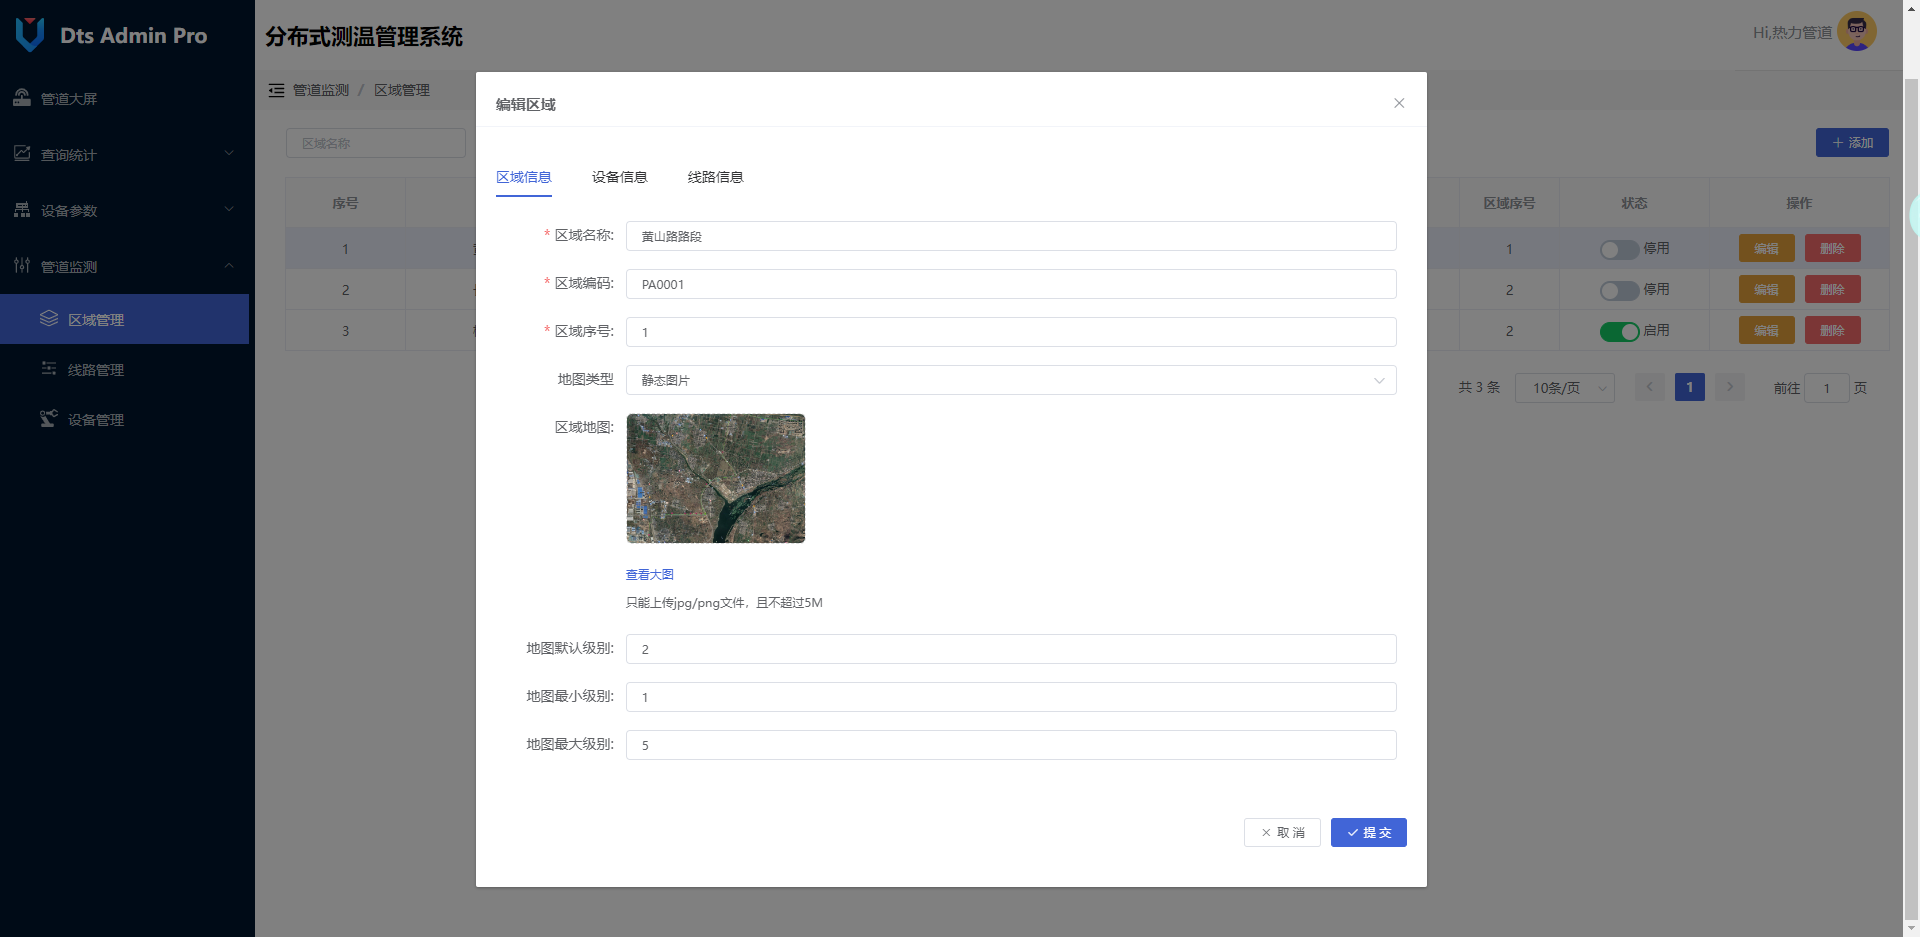 Dts Admin Pro
管道大屏
查询统计
设备参数
管道监测
区域管理
线路管理
设备管理
分布式测温管理系统
Hi,热力管道
管道监测 / 区域管理
区域名称
添加
序号
区域序号 状态 操作
1
1 停用 编辑 删除
2
2 停用 编辑 删除
3
2 启用 编辑 删除
共 3 条 10条/页 1 前往 1 页
编辑区域
区域信息 设备信息 线路信息
* 区域名称: 黄山路路段
* 区域编码: PA0001
* 区域序号: 1
地图类型 静态图片
区域地图:
查看大图
只能上传jpg/png文件，且不超过5M
地图默认级别: 2
地图最小级别: 1
地图最大级别: 5
取 消 提 交